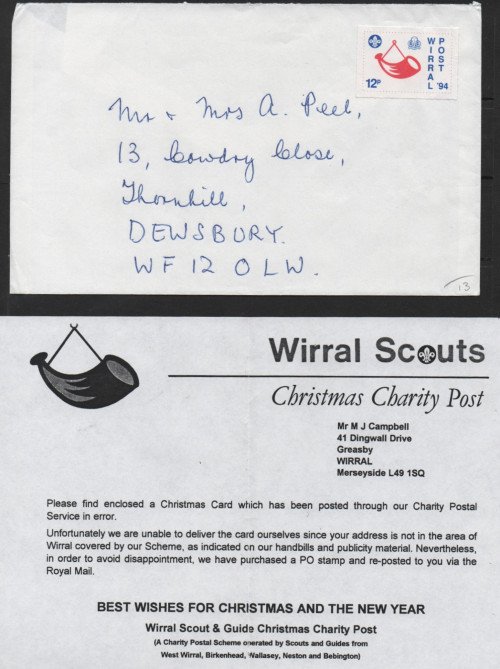 WIRRAL POST '94
12P
Mr & Mrs A. Peel,
13, Cowdry Close,
Thornhill,
DEWSBURY.
WF12 0LW.
13
Wirral Scouts
Christmas Charity Post
Mr M J Campbell
41 Dingwall Drive
Greasby
WIRRAL
Merseyside L49 1SQ
Please find enclosed a Christmas Card which has been posted through our Charity Postal
Service in error.
Unfortunately we are unable to deliver the card ourselves since your address is not in the area of
Wirral covered by our Scheme, as indicated on our handbills and publicity material. Nevertheless,
in order to avoid disappointment, we have purchased a PO stamp and re-posted to you via the
Royal Mail.
BEST WISHES FOR CHRISTMAS AND THE NEW YEAR
Wirral Scout & Guide Christmas Charity Post
(A Charity Postal Scheme operated by Scouts and Guides from
West Wirral, Birkenhead, Wallasey, Neston and Bebington)